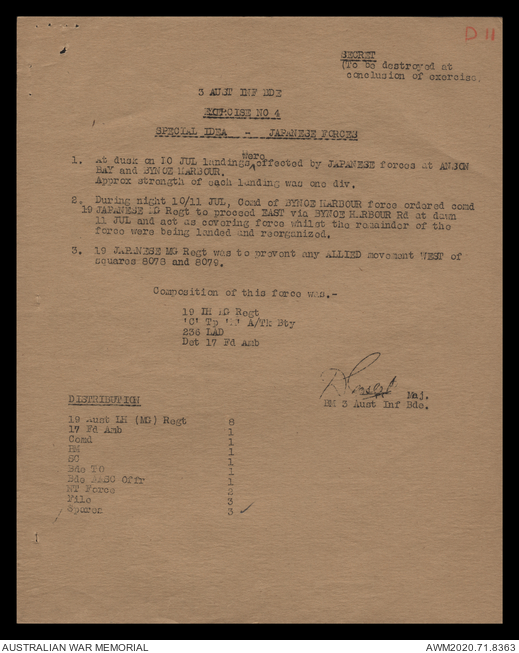 D 11
SECRET
(To be destroyed at
conclusion of exercise.
3 AUST INF BDE
EXERCISE NO 4
SPECIAL IDEA - JAPANESE FORCES
were
1. At dusk on 10 JUL landings effected by JAPANESE forces at ANSON
BAY and BYNOE HARBOUR.
Approx strength of each landing was one div.
2. During night 10/11 JUL, Comd of BYNOE HARBOUR force ordered comd
19 JAPANESE MG Regt to proceed EAST via BYNOE HARBOUR Rd at dawn
11 JUL and act as covering force whilst the remainder of the
force were being landed and reorganized.
3. 19 JAPANESE MG Regt was to prevent any ALLIED movement WEST of
squares 8078 and 8079.
Composition of this force was.-
19 LH MG Regt
'C' Tp A/Tk Bty
236 LAD
Det 17 Fd Amb
Maj.
BM 3 Aust Inf Bde.
DISTRIBUTION
19 Aust LH (MG) Regt 8
17 Fd Amb 1
Comd 1
BM 1
SC 1
Bde TO 1
Bde AASC Offr 1
NT Force
File
Spares 3
AUSTRALIAN WAR MEMORIAL
AWM2020.71.8363